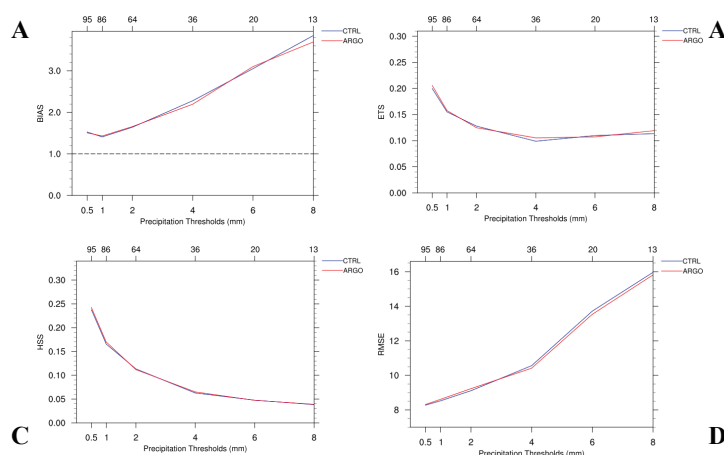 A
95 86 64 36 20 13
CTRL
ARGO
BIAS
3.0
2.0
1.0
0.0
0.5 1 2 4 6 8
Precipitation Thresholds (mm)
A
95 86 64 36 20 13
CTRL
ARGO
ETS
0.30
0.25
0.20
0.15
0.10
0.05
0.00
0.5 1 2 4 6 8
Precipitation Thresholds (mm)
95 86 64 36 20 13
CTRL
ARGO
HSS
0.30
0.25
0.20
0.15
0.10
0.05
0.00
0.5 1 2 4 6 8
C
Precipitation Thresholds (mm)
95 86 64 36 20 13
CTRL
ARGO
RMSE
16
14
12
10
8
0.5 1 2 4 6 8
Precipitation Thresholds (mm)
D